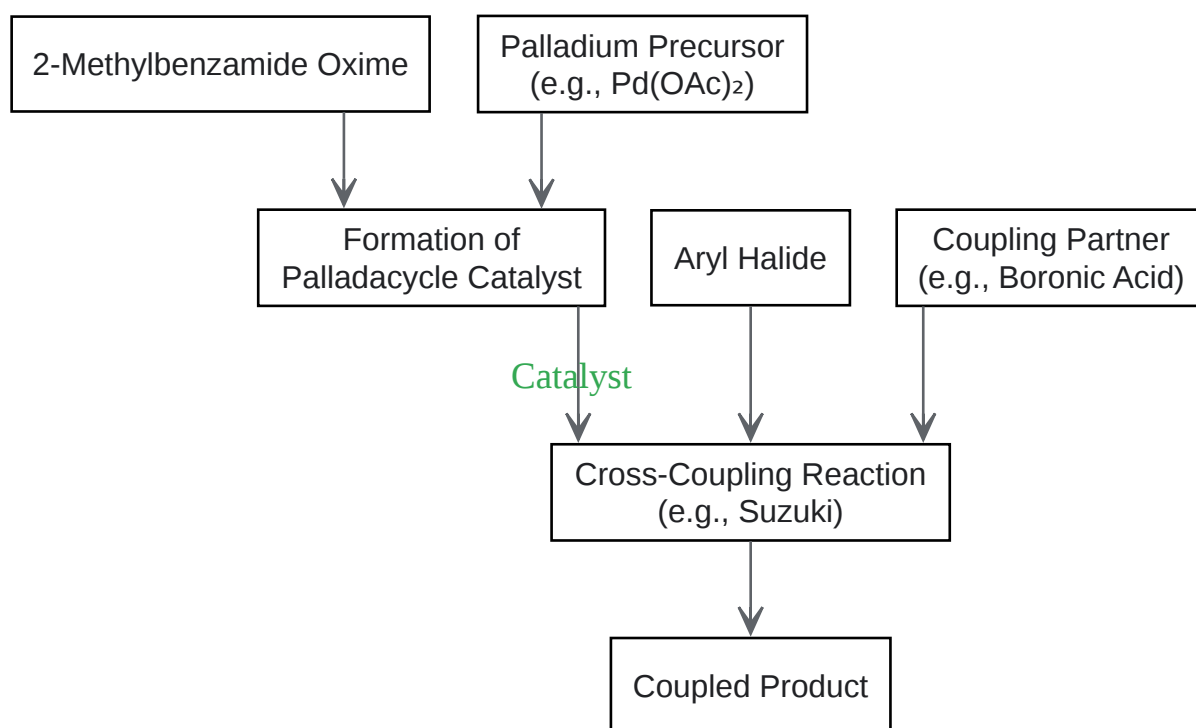 2-Methylbenzamide Oxime
Palladium Precursor
(e.g., Pd(OAc)₂)
Formation of
Palladacycle Catalyst
Aryl Halide
Coupling Partner
(e.g., Boronic Acid)
Catalyst
Cross-Coupling Reaction
(e.g., Suzuki)
Coupled Product